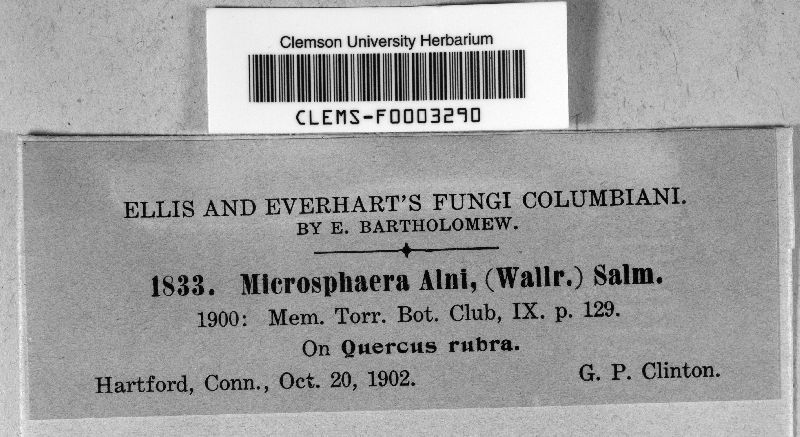 Clemson University Herbarium
CLEMS-F0003290
ELLIS AND EVERHART'S FUNGI COLUMBIANI.
BY E. BARTHOLOMEW.
1833. Microsphaera Alni, (Wallr.) Salm.
1900: Mem. Torr. Bot. Club, IX. p. 129.
On Quercus rubra.
Hartford, Conn., Oct. 20, 1902. G. P. Clinton.